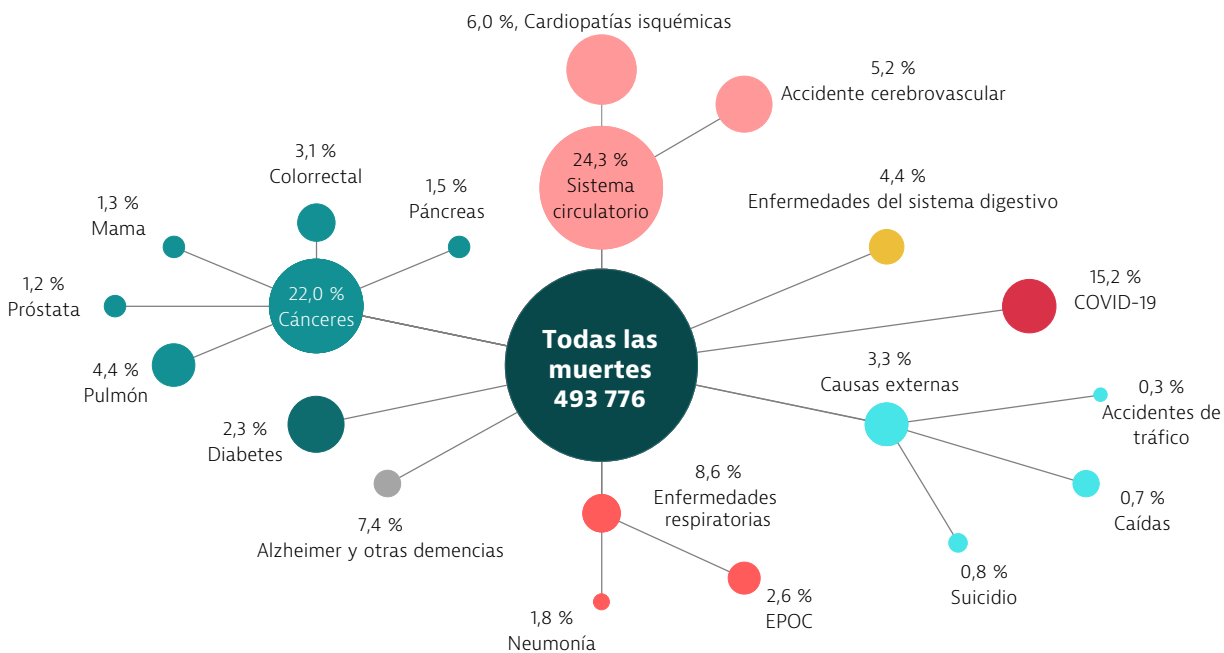 6,0 %, Cardiopatías isquémicas
5,2 %
Accidente cerebrovascular
24,3 %
Sistema
circulatorio
3,1 %
Colorrectal
1,5 %
Páncreas
1,3 %
Mama
1,2 %
Próstata
22,0 %
Cánceres
4,4 %
Pulmón
4,4 %
Enfermedades del sistema digestivo
15,2 %
COVID-19
Todas las
muertes
493 776
3,3 %
Causas externas
0,3 %
Accidentes de
tráfico
0,7 %
Caídas
0,8 %
Suicidio
2,3 %
Diabetes
7,4 %
Alzheimer y otras demencias
8,6 %
Enfermedades
respiratorias
2,6 %
EPOC
1,8 %
Neumonía